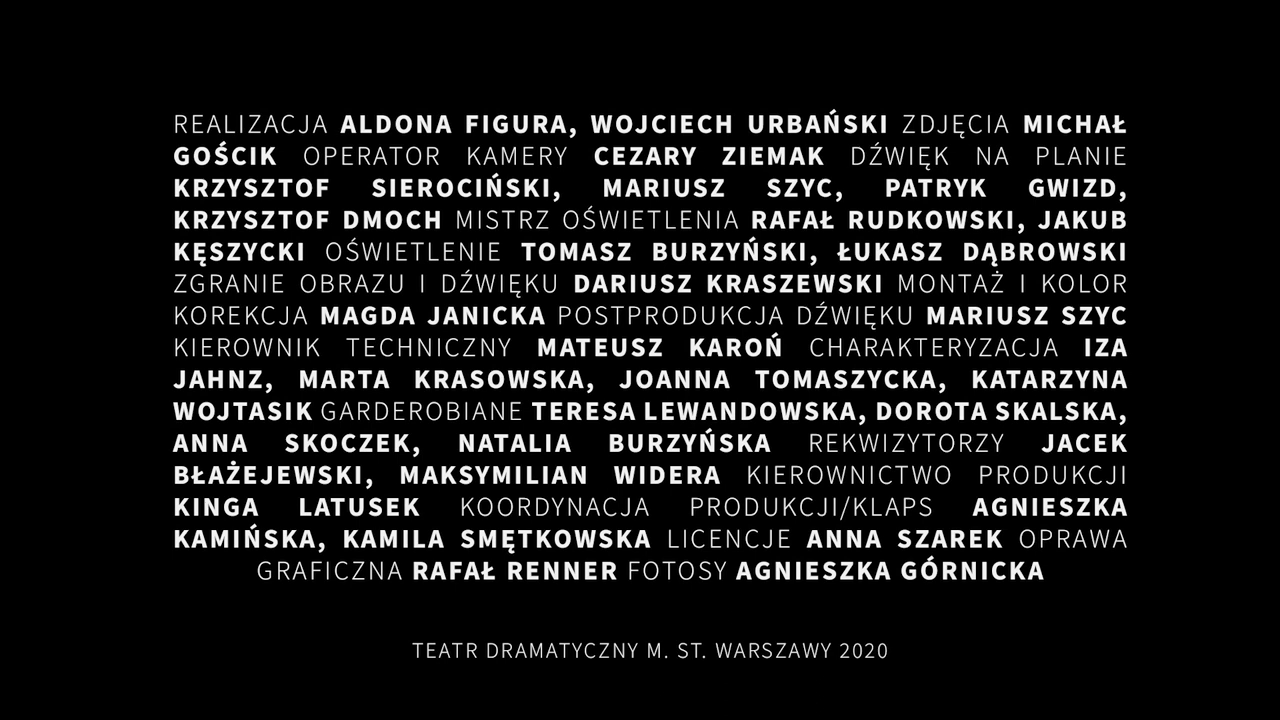 REALIZACJA ALDONA FIGURA, WOJCIECH URBAŃSKI ZDJĘCIA MICHAŁ
GOŚCIK OPERATOR KAMERY CEZARY ZIEMAK DŹWIĘK NA PLANIE
KRZYSZTOF SIEROCIŃSKI, MARIUSZ SZYC, PATRYK GWIZD,
KRZYSZTOF DMOCH MISTRZ OŚWIETLENIA RAFAŁ RUDKOWSKI, JAKUB
KĘSZYCKI OŚWIETLENIE TOMASZ BURZYŃSKI, ŁUKASZ DĄBROWSKI
ZGRANIE OBRAZU I DŹWIĘKU DARIUSZ KRASZEWSKI MONTAŻ I KOLOR
KOREKCJA MAGDA JANICKA POSTPRODUKCJA DŹWIĘKU MARIUSZ SZYC
KIEROWNIK TECHNICZNY MATEUSZ KAROŃ CHARAKTERYZACJA IZA
JAHNZ, MARTA KRASOWSKA, JOANNA TOMASZYCKA, KATARZYNA
WOJTASIK GARDEROBIANE TERESA LEWANDOWSKA, DOROTA SKALSKA,
ANNA SKOCZEK, NATALIA BURZYŃSKA REKWIZYTORZY JACEK
BŁAŻEJEWSKI, MAKSYMILIAN WIDERA KIEROWNICTWO PRODUKCJI
KINGA LATUSEK KOORDYNACJA PRODUKCJI/KLAPS AGNIESZKA
KAMIŃSKA, KAMILA SMĘTKOWSKA LICENCJE ANNA SZAREK OPRAWA
GRAFICZNA RAFAŁ RENNER FOTOSY AGNIESZKA GÓRNICKA
TEATR DRAMATYCZNY M. ST. WARSZAWY 2020